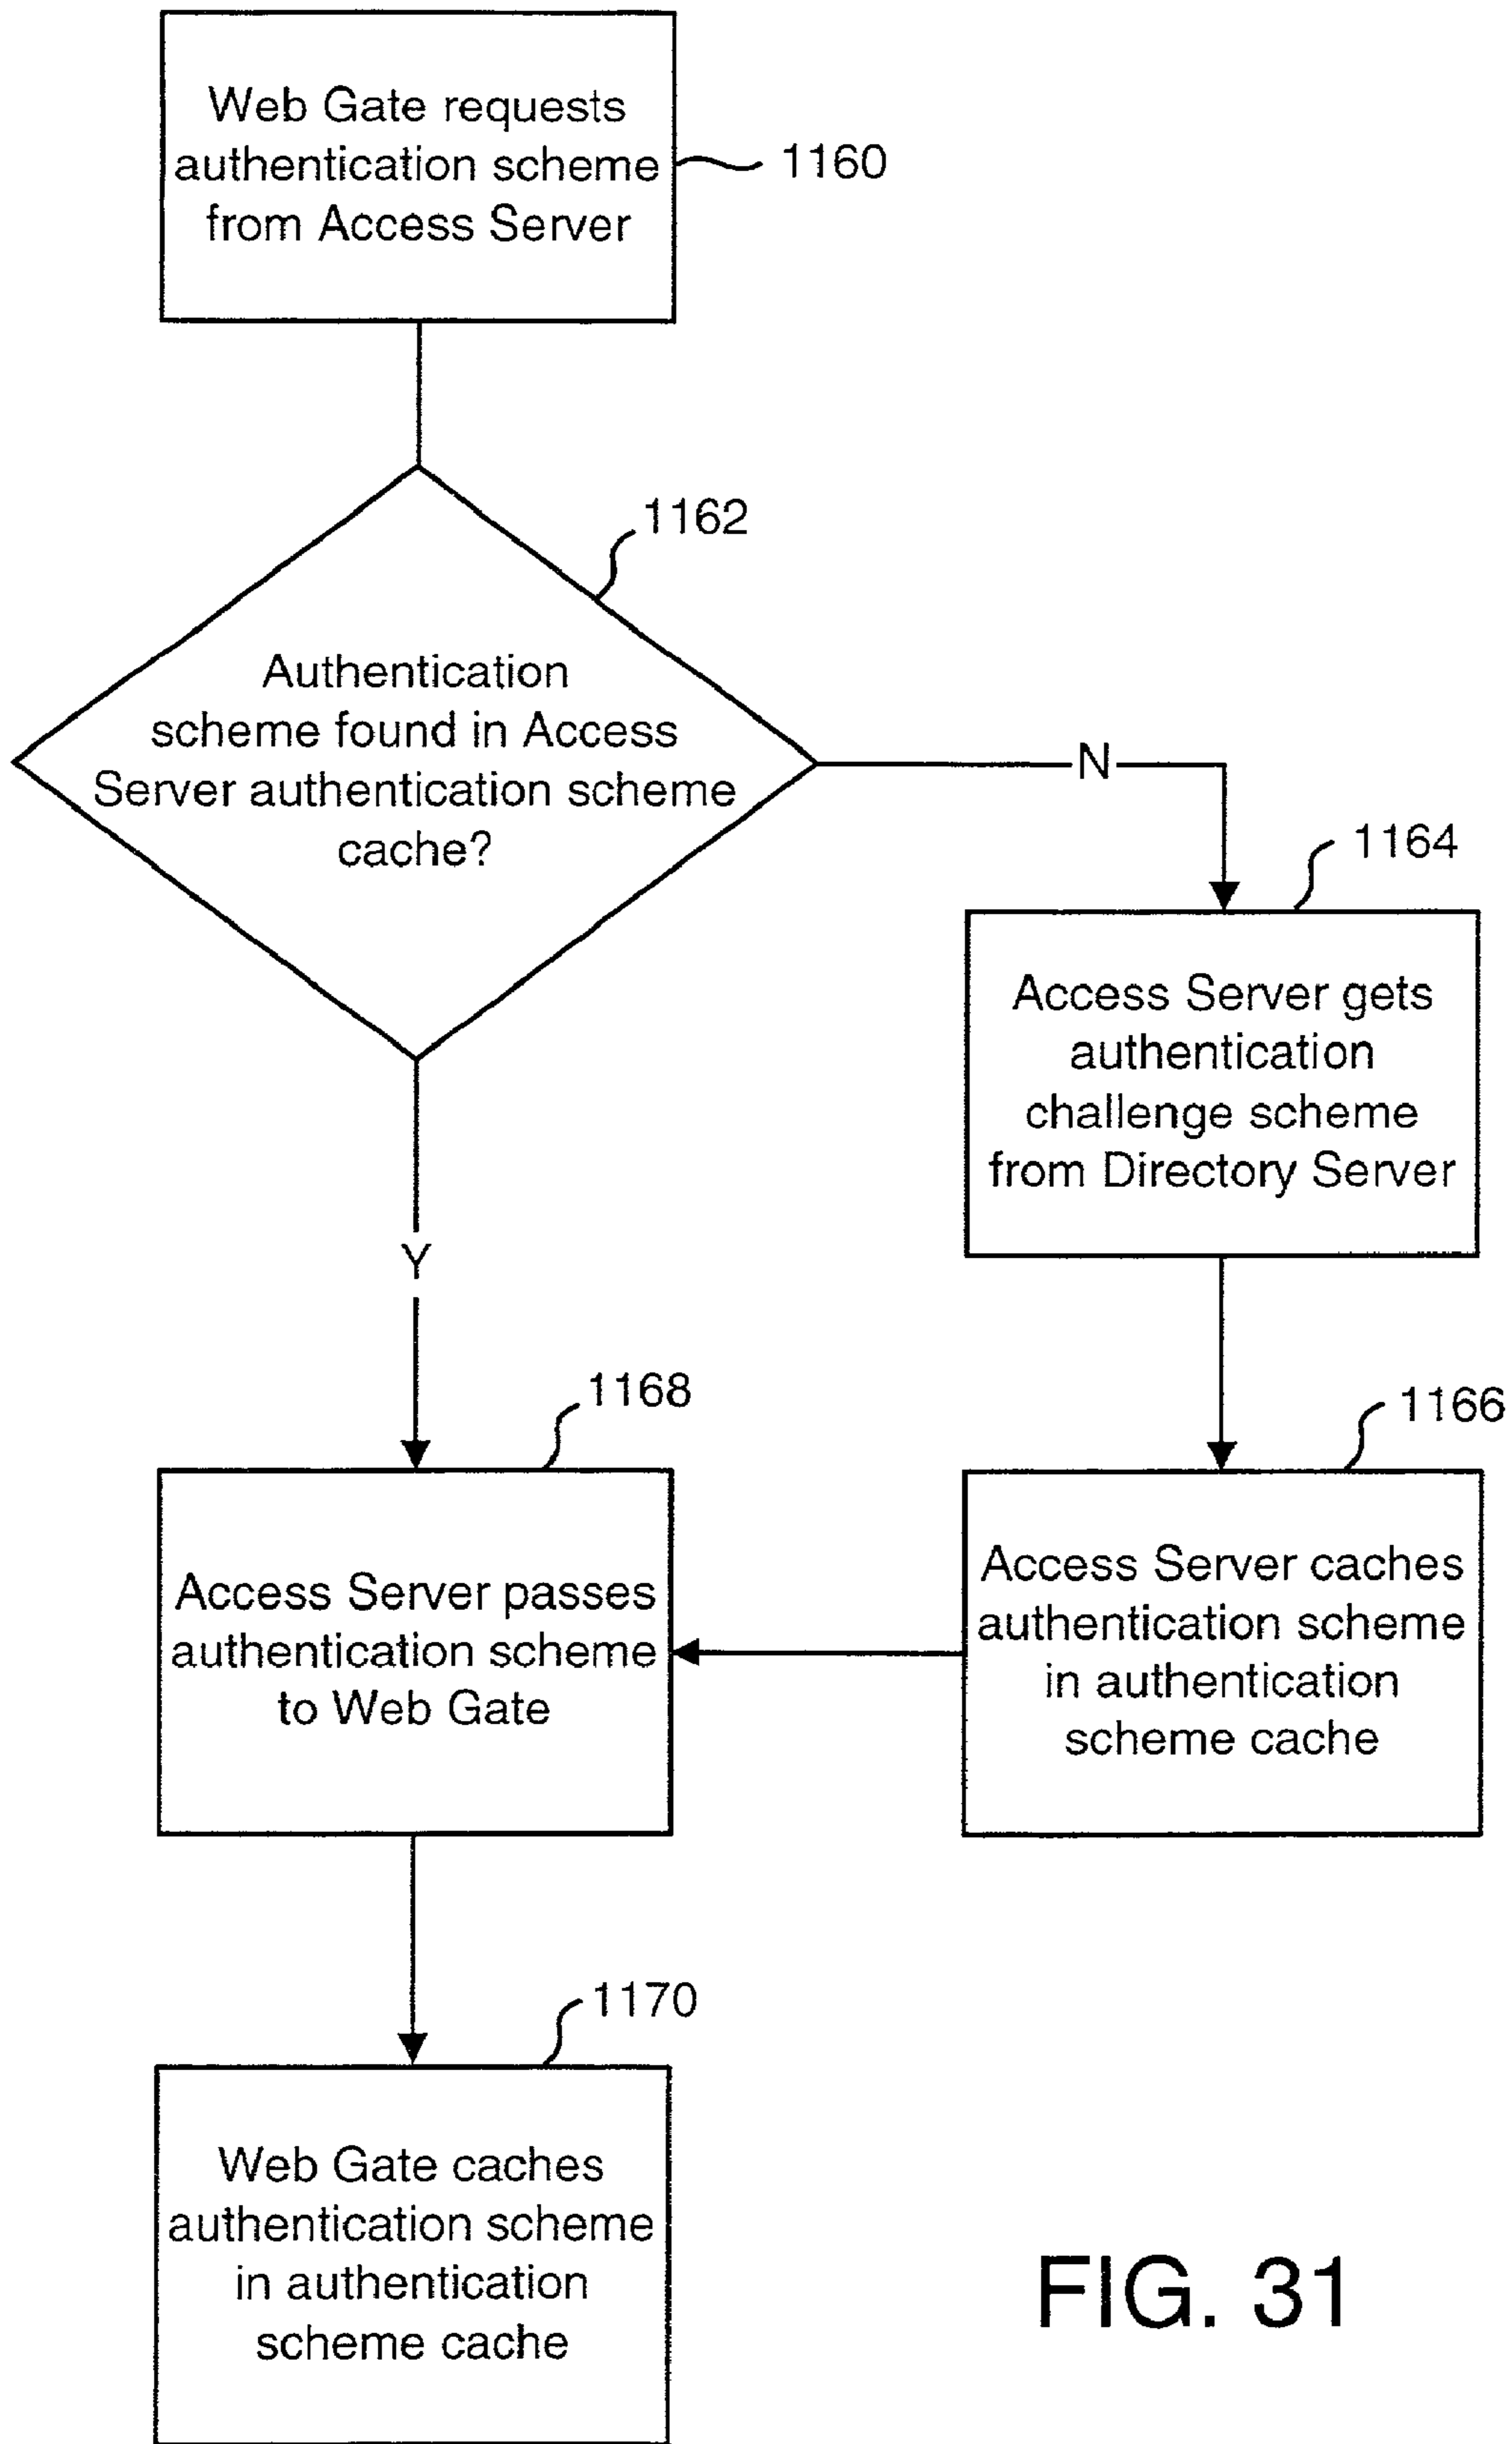 Web Gate requests
authentication scheme
from Access Server
1160
1162
Authentication
scheme found in Access
Server authentication scheme
cache?
N
1164
Access Server gets
authentication
challenge scheme
from Directory Server
Y
1168
1166
Access Server passes
authentication scheme
to Web Gate
Access Server caches
authentication scheme
in authentication
scheme cache
1170
Web Gate caches
authentication scheme
in authentication
scheme cache
FIG. 31